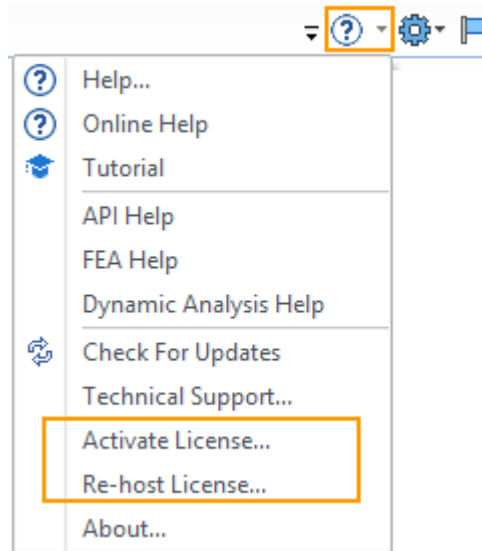 Help...
Online Help
Tutorial
API Help
FEA Help
Dynamic Analysis Help
Check For Updates
Technical Support...
Activate License...
Re-host License...
About...